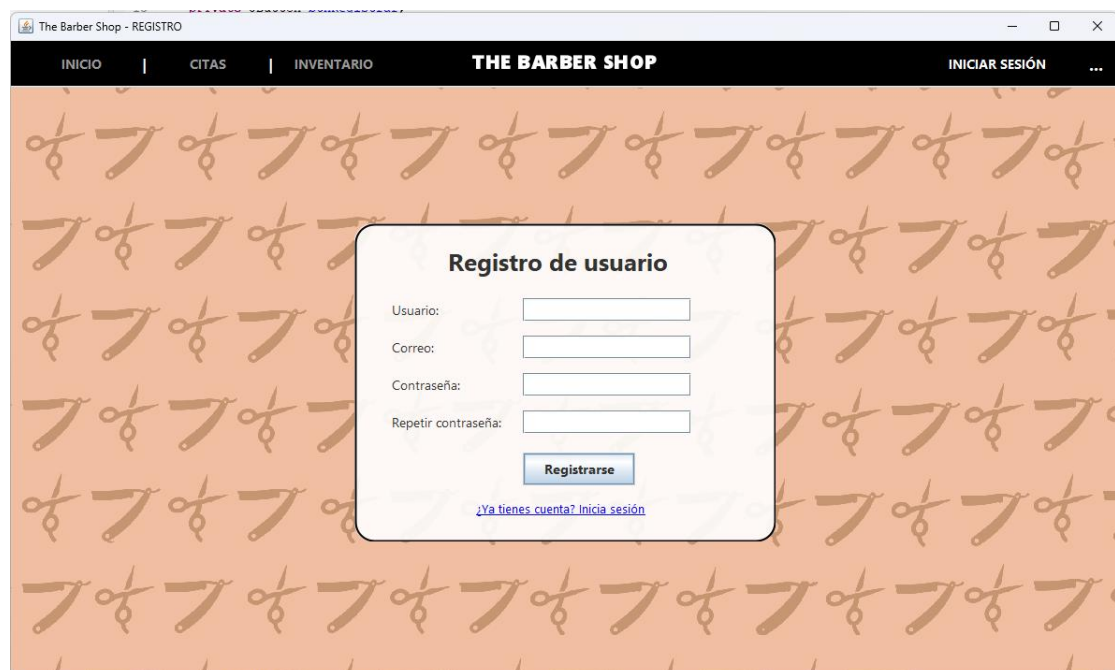 The Barber Shop - REGISTRO
INICIO | CITAS | INVENTARIO THE BARBER SHOP INICIAR SESIÓN ...
Registro de usuario
Usuario:
Correo:
Contraseña:
Repetir contraseña:
Registrarse
¿Ya tienes cuenta? Inicia sesión